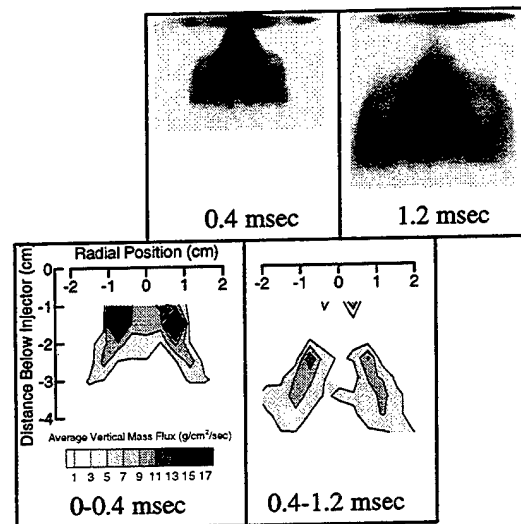 0.4 msec
1.2 msec
Radial Position (cm)
-2 -1 0 1 2
-2 -1 0 1 2
Distance Below Injector (cm)
0
-1
-2
-3
-4
Average Vertical Mass Flux (g/cm²/sec)
1 3 5 7 9 11 13 15 17
0-0.4 msec
0.4-1.2 msec